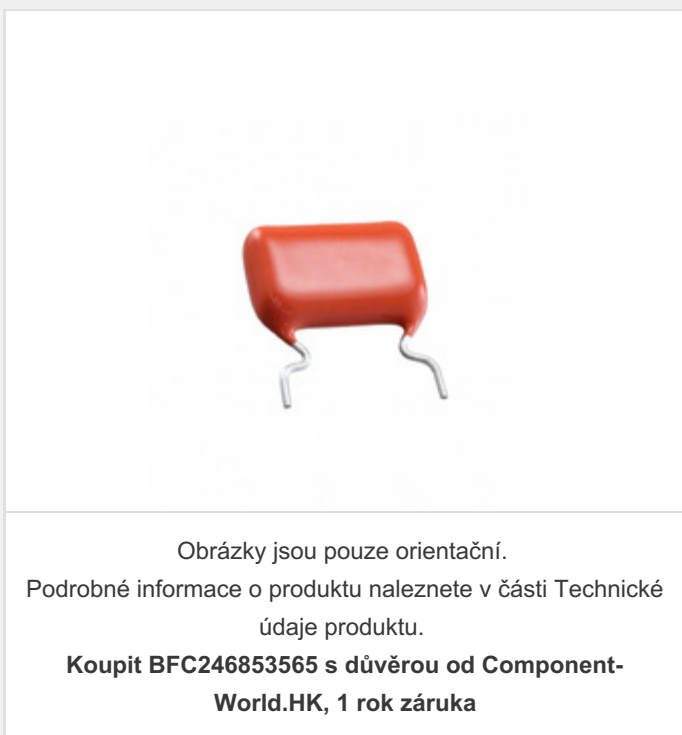 Obrázky jsou pouze orientační.
Podrobné informace o produktu naleznete v části Technické
údaje produktu.
Koupit BFC246853565 s důvěrou od Component-
World.HK, 1 rok záruka